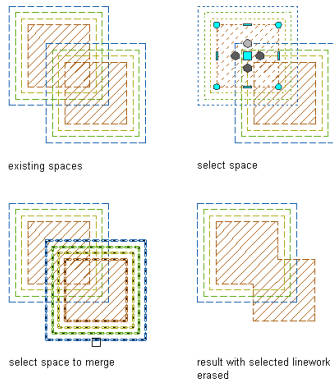 existing spaces
select space
select space to merge
result with selected linework
erased